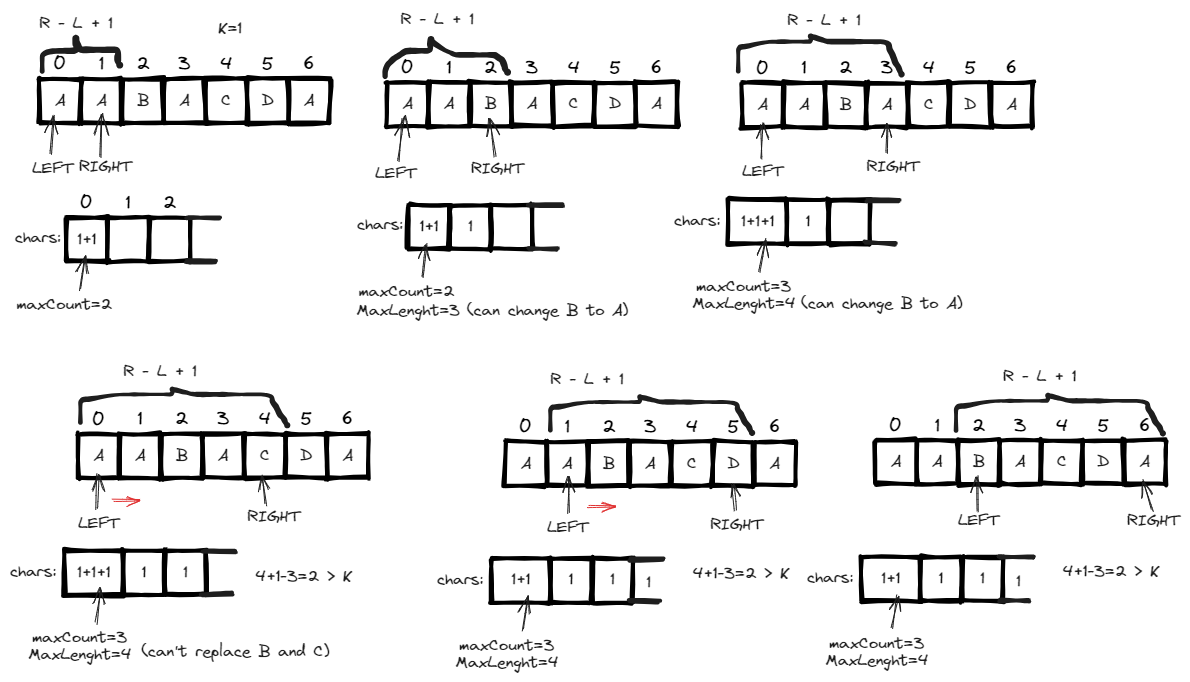 R - L + 1
K=1
0 1 2 3 4 5 6
A A B A C D A
LEFT RIGHT
0 1 2
chars: 1+1
maxCount=2
R - L + 1
0 1 2 3 4 5 6
A A B A C D A
LEFT RIGHT
chars: 1+1 1
maxCount=2
MaxLenght=3 (can change B to A)
R - L + 1
0 1 2 3 4 5 6
A A B A C D A
LEFT RIGHT
chars: 1+1+1 1
maxCount=3
MaxLenght=4 (can change B to A)
R - L + 1
0 1 2 3 4 5 6
A A B A C D A
LEFT RIGHT
chars: 1+1+1 1 1
4+1-3=2 > K
maxCount=3
MaxLenght=4 (can't replace B and C)
R - L + 1
0 1 2 3 4 5 6
A A B A C D A
LEFT RIGHT
chars: 1+1 1 1 1
4+1-3=2 > K
maxCount=3
MaxLenght=4
R - L + 1
0 1 2 3 4 5 6
A A B A C D A
LEFT RIGHT
chars: 1+1 1 1 1
4+1-3=2 > K
maxCount=3
MaxLenght=4